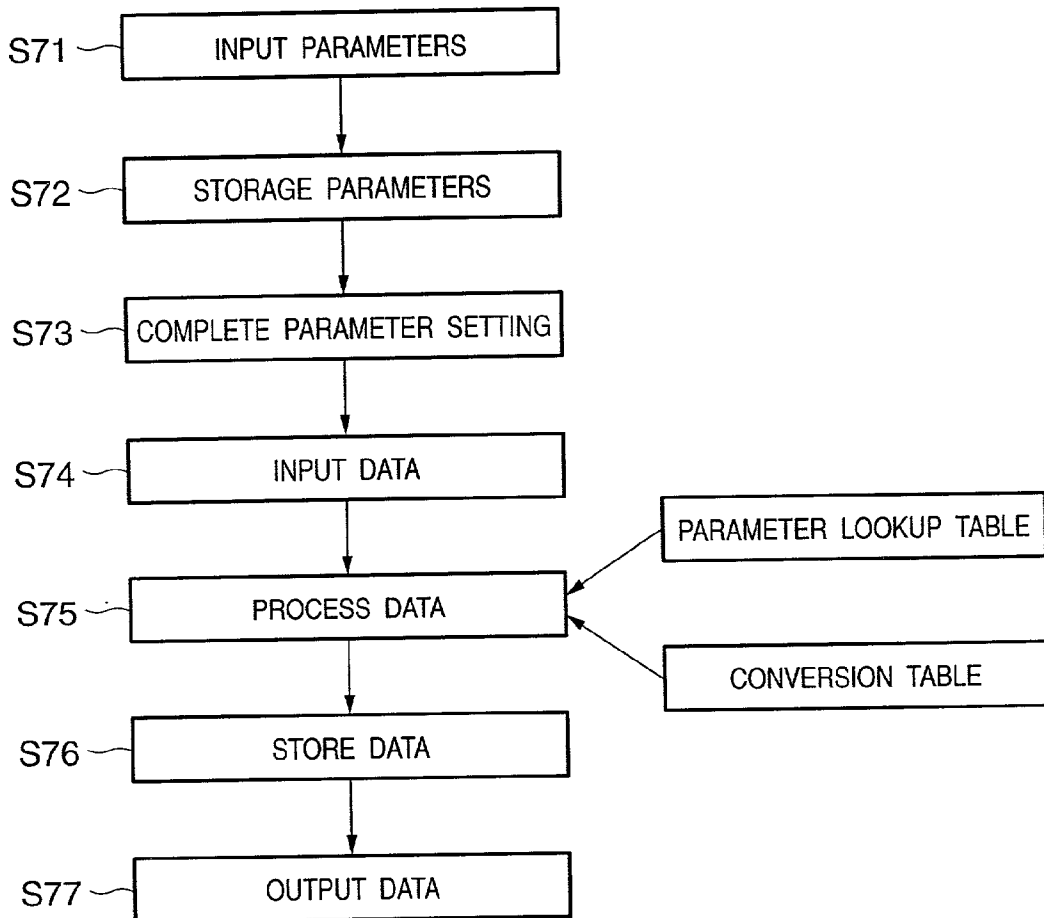 S71 INPUT PARAMETERS
S72 STORAGE PARAMETERS
S73 COMPLETE PARAMETER SETTING
S74 INPUT DATA
PARAMETER LOOKUP TABLE
S75 PROCESS DATA
CONVERSION TABLE
S76 STORE DATA
S77 OUTPUT DATA